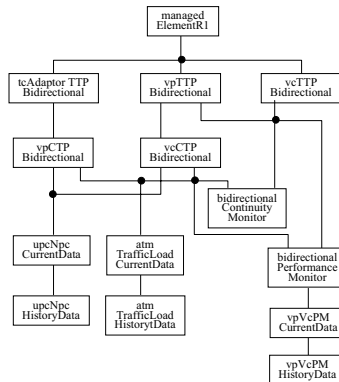 managed
ElementR1
tcAdaptor TTP
Bidirectional
vpTTP
Bidirectional
vcTTP
Bidirectional
vpCTP
Bidirectional
vcCTP
Bidirectional
bidirectional
Continuity
Monitor
upcNpc
CurrentData
atm
TrafficLoad
CurrentData
bidirectional
Performance
Monitor
upcNpc
HistoryData
atm
TrafficLoad
HistorytData
vpVcPM
CurrentData
vpVcPM
HistoryData